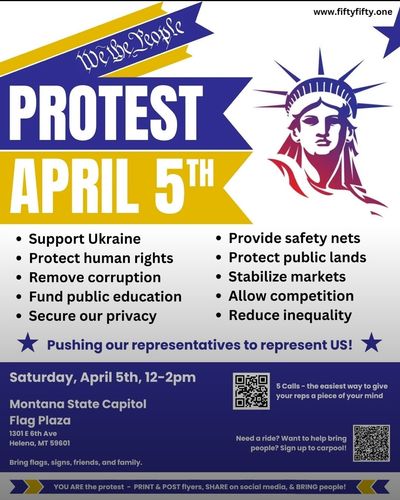 www.fiftyfifty.one
We the People
PROTEST
APRIL 5TH
• Support Ukraine
• Protect human rights
• Remove corruption
• Fund public education
• Secure our privacy
• Provide safety nets
• Protect public lands
• Stabilize markets
• Allow competition
• Reduce inequality
Pushing our representatives to represent US!
Saturday, April 5th, 12-2pm
Montana State Capitol
Flag Plaza
1301 E 6th Ave
Helena, MT 59601
Bring flags, signs, friends, and family.
5 Calls - the easiest way to give
your reps a piece of your mind
Need a ride? Want to help bring
people? Sign up to carpool!
YOU are the protest - PRINT & POST flyers, SHARE on social media, & BRING people!